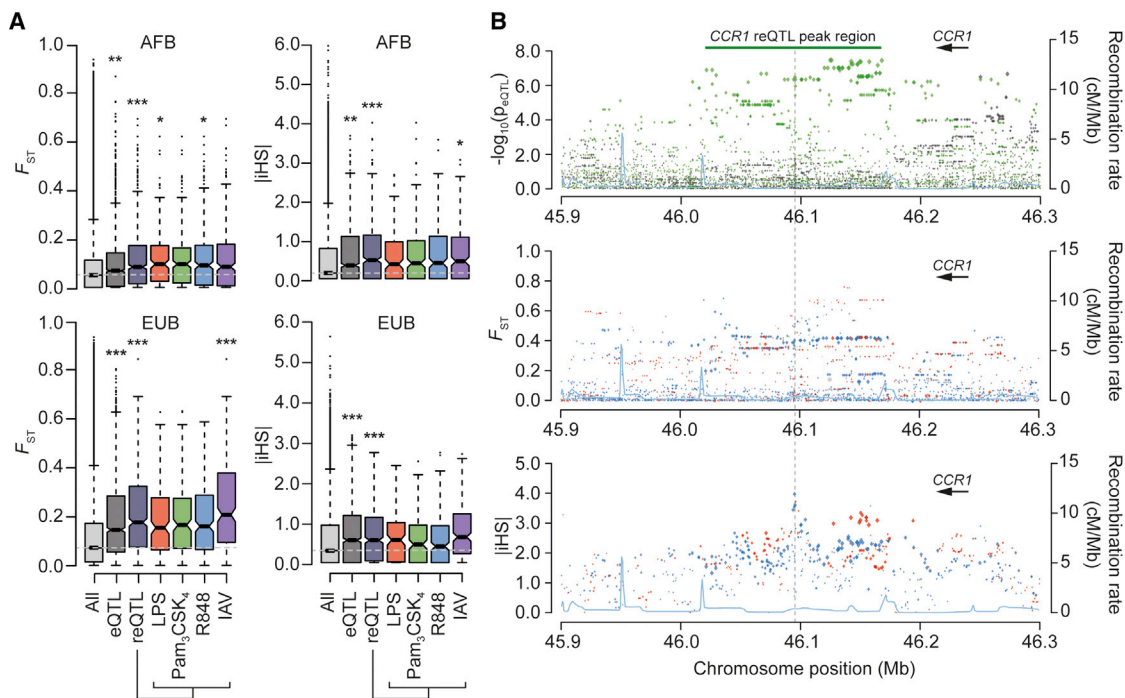 A
AFB
1.0
0.8
0.6
0.4
0.2
0.0
F_ST
**
***
*
*
AFB
6.0
5.0
4.0
3.0
2.0
1.0
0.0
|iHS|
**
***
*
EUB
1.0
0.8
0.6
0.4
0.2
0.0
F_ST
***
***
***
EUB
6.0
5.0
4.0
3.0
2.0
1.0
0.0
|iHS|
***
***
All
eQTL
reQTL
LPS
Pam₃CSK₄
R848
IAV
All
eQTL
reQTL
LPS
Pam₃CSK₄
R848
IAV
B
CCR1 reQTL peak region
CCR1
8.0
6.0
4.0
2.0
0.0
-log₁₀(p_eQTL)
15
10
5
0
Recombination rate
(cM/Mb)
45.9 46.0 46.1 46.2 46.3
CCR1
1.0
0.8
0.6
0.4
0.2
0.0
F_ST
15
10
5
0
Recombination rate
(cM/Mb)
45.9 46.0 46.1 46.2 46.3
CCR1
5.0
4.0
3.0
2.0
1.0
0.0
|iHS|
15
10
5
0
Recombination rate
(cM/Mb)
45.9 46.0 46.1 46.2 46.3
Chromosome position (Mb)